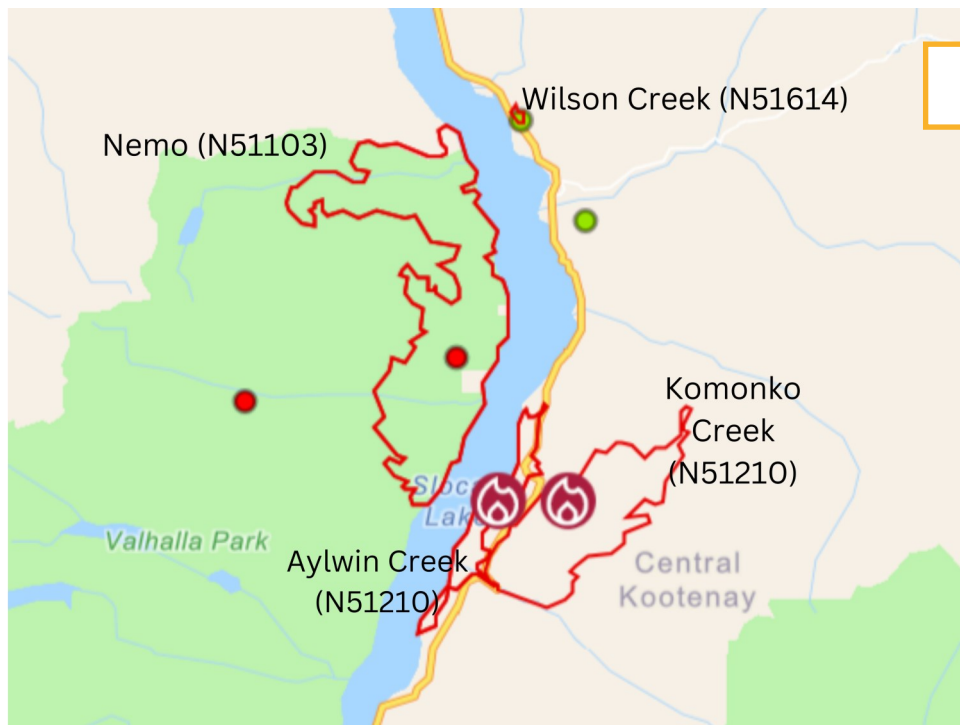 Wilson Creek (N51614)
Nemo (N51103)
Komonko
Creek
(N51210)
Valhalla Park
Aylwin Creek
(N51210)
Central
Kootenay